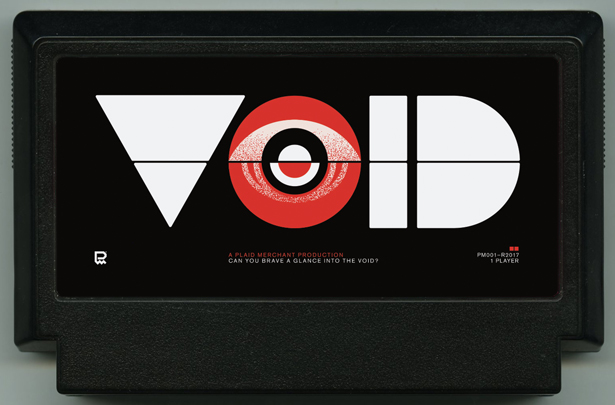 VOID
A PLAID MERCHANT PRODUCTION
CAN YOU BRAVE A GLANCE INTO THE VOID?
PM001-R2017
1 PLAYER